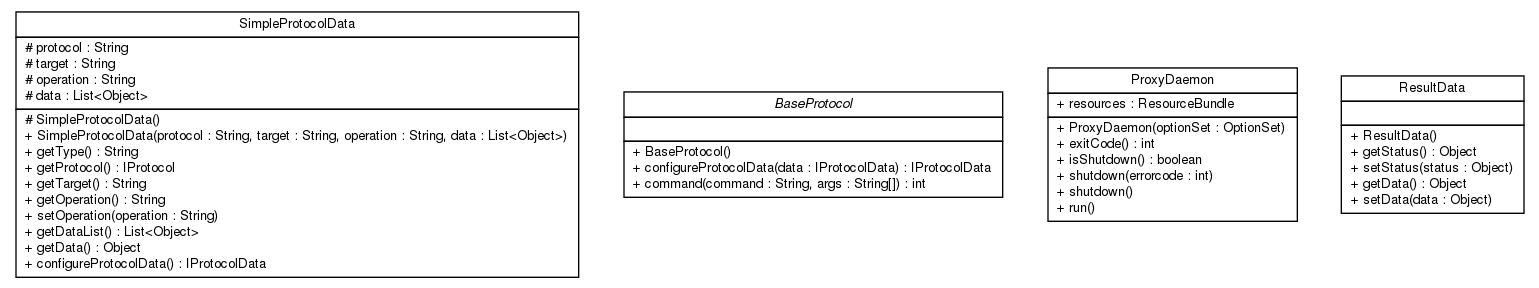 SimpleProtocolData
# protocol : String
# target : String
# operation : String
# data : List<Object>
# SimpleProtocolData()
+ SimpleProtocolData(protocol : String, target : String, operation : String, data : List<Object>)
+ getType() : String
+ getProtocol() : IProtocol
+ getTarget() : String
+ getOperation() : String
+ setOperation(operation : String)
+ getDataList() : List<Object>
+ getData() : Object
+ configureProtocolData() : IProtocolData
BaseProtocol
+ BaseProtocol()
+ configureProtocolData(data : IProtocolData) : IProtocolData
+ command(command : String, args : String[]) : int
ProxyDaemon
+ resources : ResourceBundle
+ ProxyDaemon(optionSet : OptionSet)
+ exitCode() : int
+ isShutdown() : boolean
+ shutdown(errorcode : int)
+ shutdown()
+ run()
ResultData
+ ResultData()
+ getStatus() : Object
+ setStatus(status : Object)
+ getData() : Object
+ setData(data : Object)